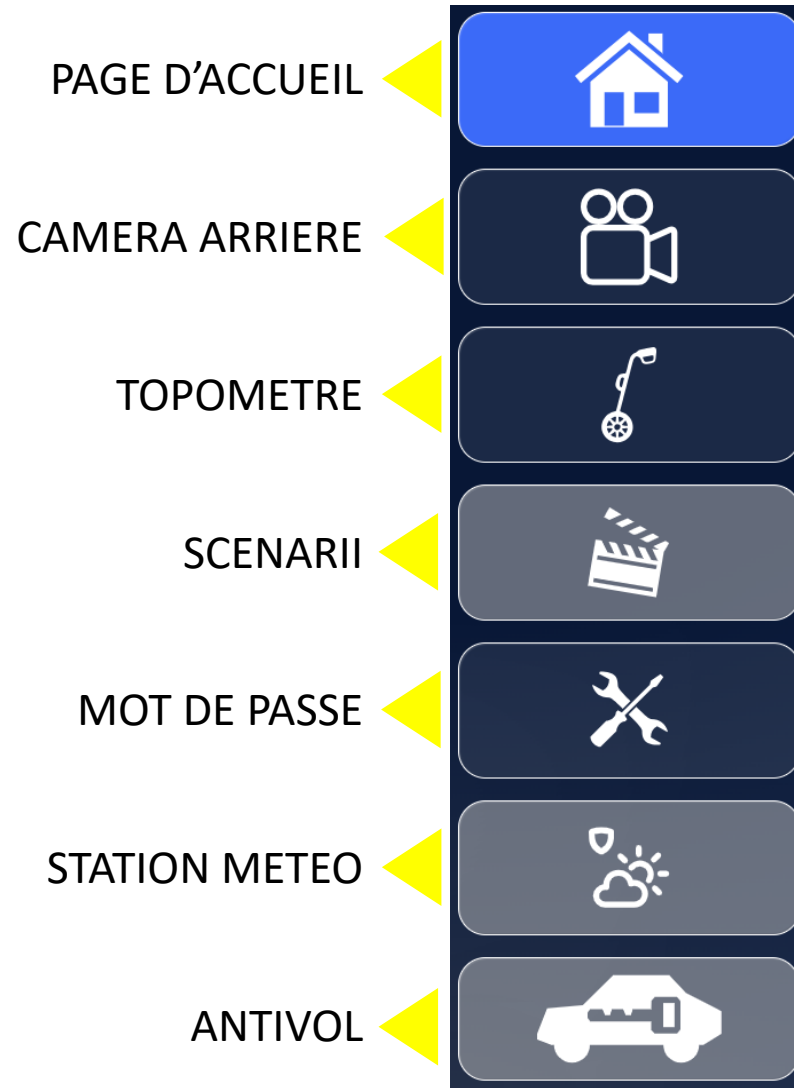 PAGE D’ACCUEIL
CAMERA ARRIERE
TOPOMETRE
SCENARII
MOT DE PASSE
STATION METEO
ANTIVOL